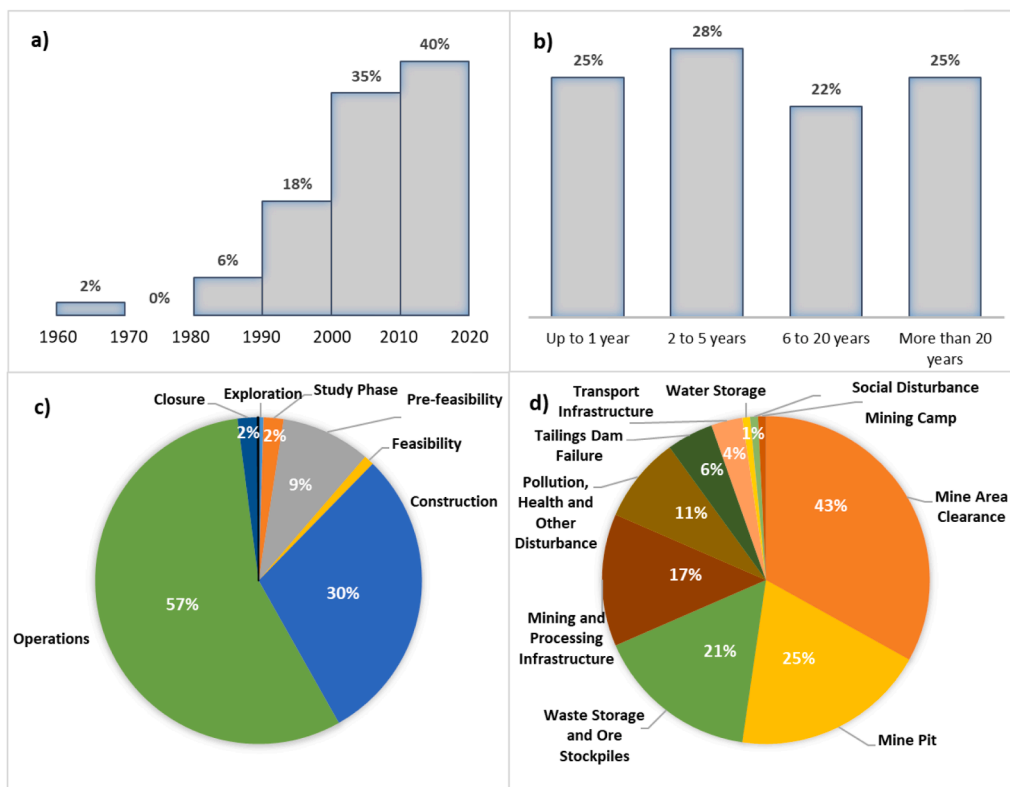 a)
2%
0%
6%
18%
35%
40%
1960
1970
1980
1990
2000
2010
2020
b)
25%
28%
22%
25%
Up to 1 year
2 to 5 years
6 to 20 years
More than 20
years
c)
Closure
Exploration
Study Phase
Pre-feasibility
Feasibility
Construction
Operations
2%
2%
9%
30%
57%
d)
Transport
Infrastructure
Water Storage
Social Disturbance
Mining Camp
Tailings Dam
Failure
Pollution,
Health and
Other
Disturbance
Mine Area
Clearance
Mining and
Processing
Infrastructure
Waste Storage
and Ore
Stockpiles
Mine Pit
1%
4%
6%
11%
17%
21%
25%
43%